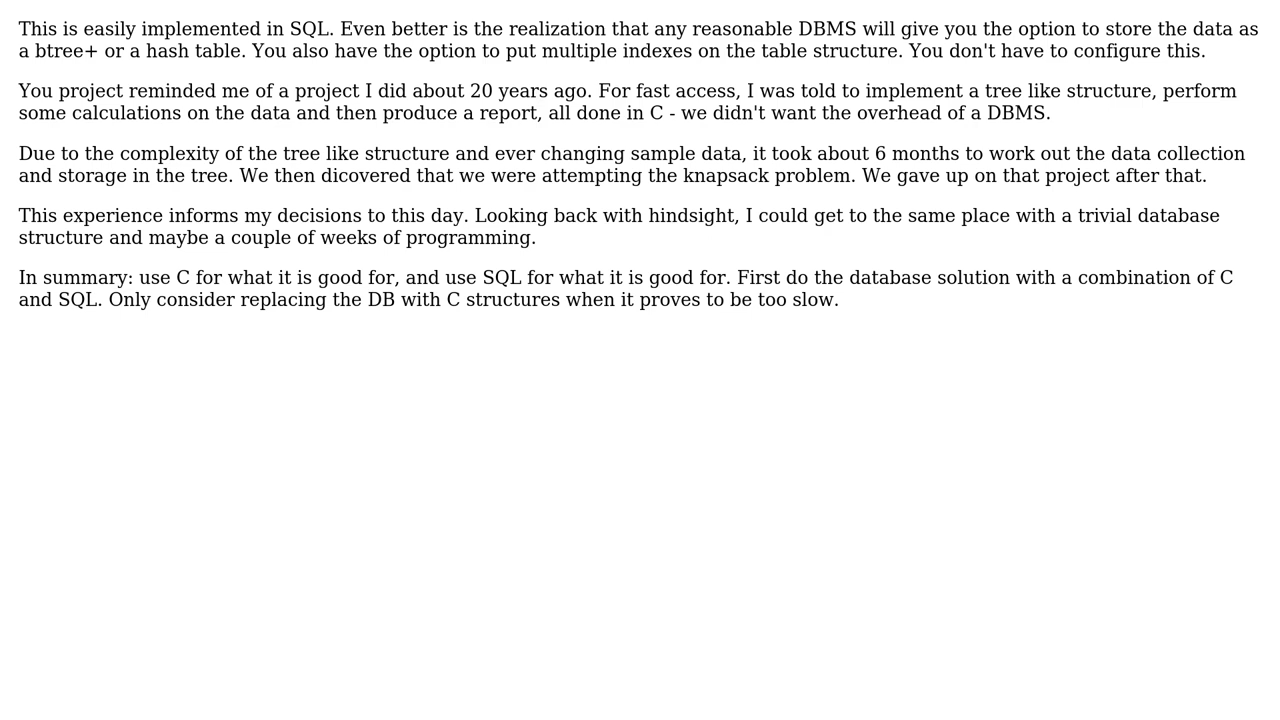 This is easily implemented in SQL. Even better is the realization that any reasonable DBMS will give you the option to store the data as
a btree+ or a hash table. You also have the option to put multiple indexes on the table structure. You don't have to configure this.
You project reminded me of a project I did about 20 years ago. For fast access, I was told to implement a tree like structure, perform
some calculations on the data and then produce a report, all done in C - we didn't want the overhead of a DBMS.
Due to the complexity of the tree like structure and ever changing sample data, it took about 6 months to work out the data collection
and storage in the tree. We then dicovered that we were attempting the knapsack problem. We gave up on that project after that.
This experience informs my decisions to this day. Looking back with hindsight, I could get to the same place with a trivial database
structure and maybe a couple of weeks of programming.
In summary: use C for what it is good for, and use SQL for what it is good for. First do the database solution with a combination of C
and SQL. Only consider replacing the DB with C structures when it proves to be too slow.